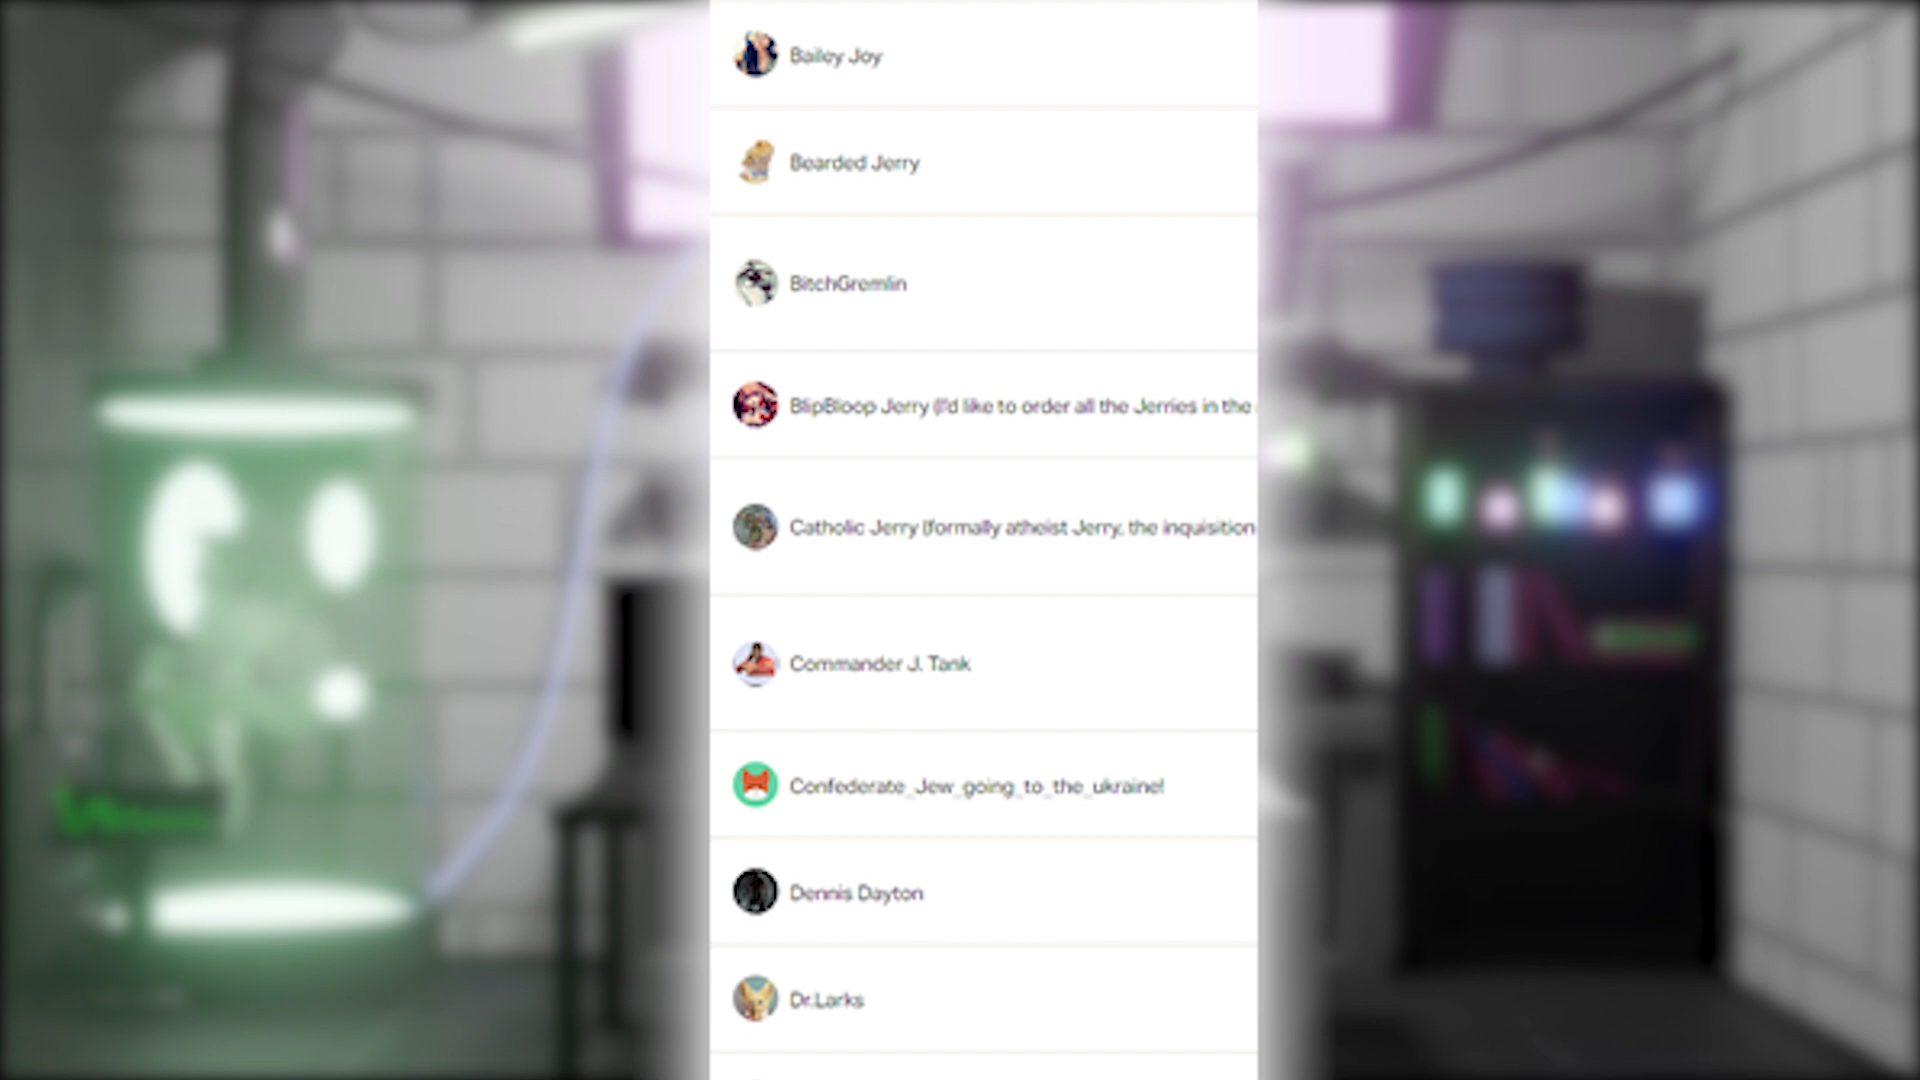 Bailey Joy
Bearded Jerry
BitchGremlin
BlipBloop Jerry (I'd like to order all the Jerries in the
Catholic Jerry (formally atheist Jerry, the inquisition
Commander J. Tank
Confederate_Jew_going_to_the_ukraine!
Dennis Dayton
Dr.Larks